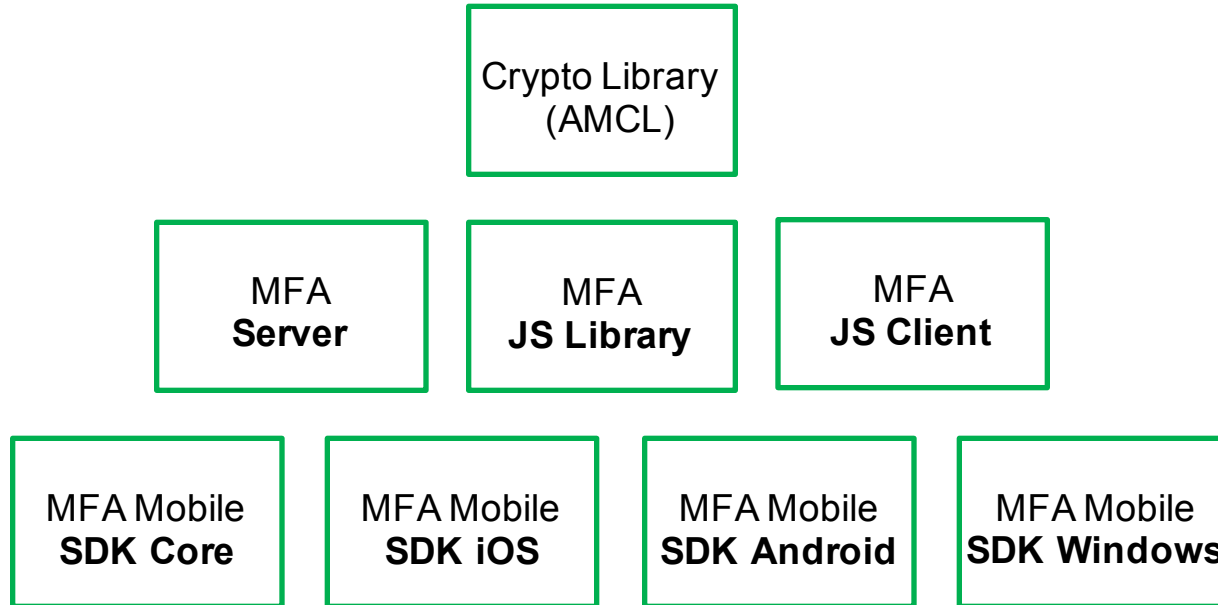 Crypto Library
(AMCL)
MFA
Server
MFA
JS Library
MFA
JS Client
MFA Mobile
SDK Core
MFA Mobile
SDK iOS
MFA Mobile
SDK Android
MFA Mobile
SDK Windows